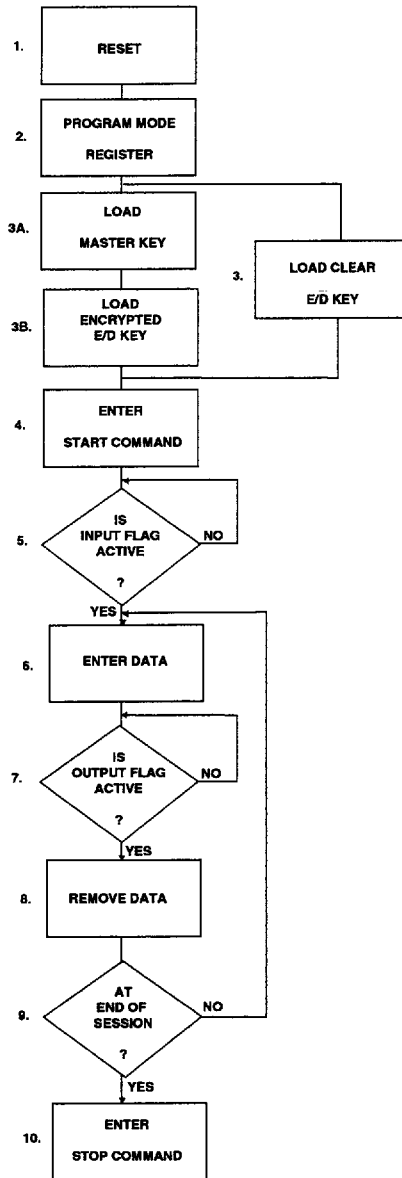 1.
RESET
2.
PROGRAM MODE
REGISTER
3A.
LOAD
MASTER KEY
3.
LOAD CLEAR
E/D̅ KEY
3B.
LOAD
ENCRYPTED
E/D KEY
4.
ENTER
START COMMAND
5.
IS
INPUT FLAG
ACTIVE
?
NO
YES
6.
ENTER DATA
7.
IS
OUTPUT FLAG
ACTIVE
?
NO
YES
8.
REMOVE DATA
9.
AT
END OF
SESSION
?
NO
YES
10.
ENTER
STOP COMMAND